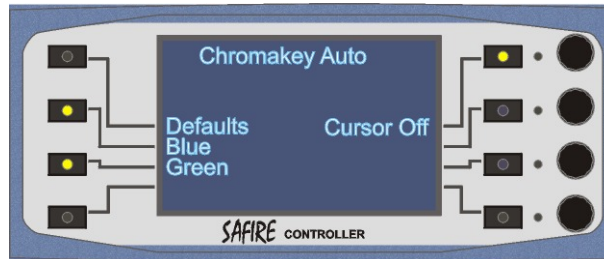 Chromakey Auto
Defaults Cursor Off
Blue
Green
SAFIRE CONTROLLER